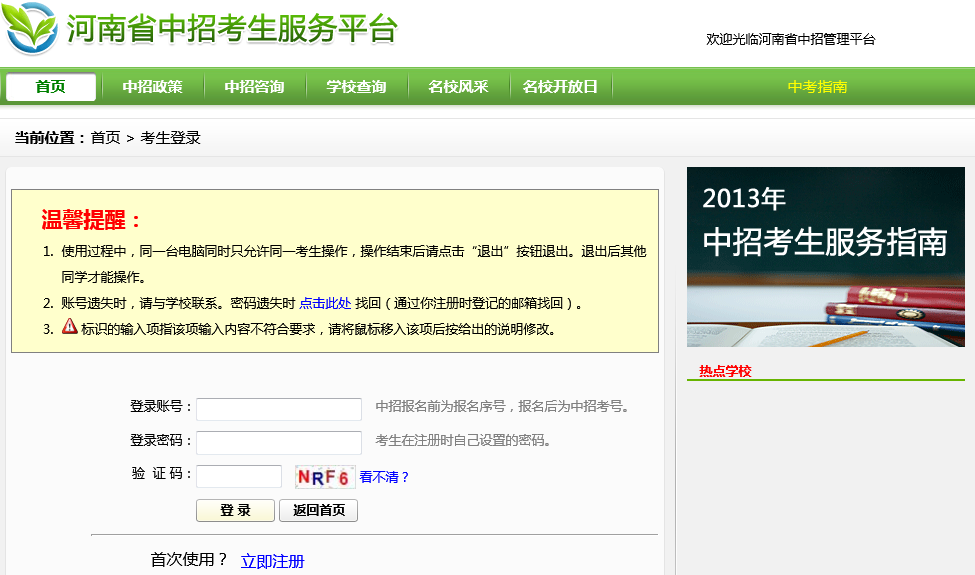 河南省中招考生服务平台
欢迎光临河南省中招管理平台
首页 中招政策 中招咨询 学校查询 名校风采 名校开放日 中考指南
当前位置：首页 > 考生登录
温馨提醒：
1. 使用过程中，同一台电脑同时只允许同一考生操作，操作结束后请点击“退出”按钮退出。退出后其他
同学才能操作。
2. 账号遗失时，请与学校联系。密码遗失时 点击此处 找回（通过你注册时登记的邮箱找回）。
3. 标识的输入项指该项输入内容不符合要求，请将鼠标移入该项后按给出的说明修改。
登录账号： 中招报名前为报名序号，报名后为中招考号。
登录密码： 考生在注册时自己设置的密码。
验 证 码： NRF6 看不清？
登 录 返回首页
首次使用？ 立即注册
2013年
中招考生服务指南
热点学校